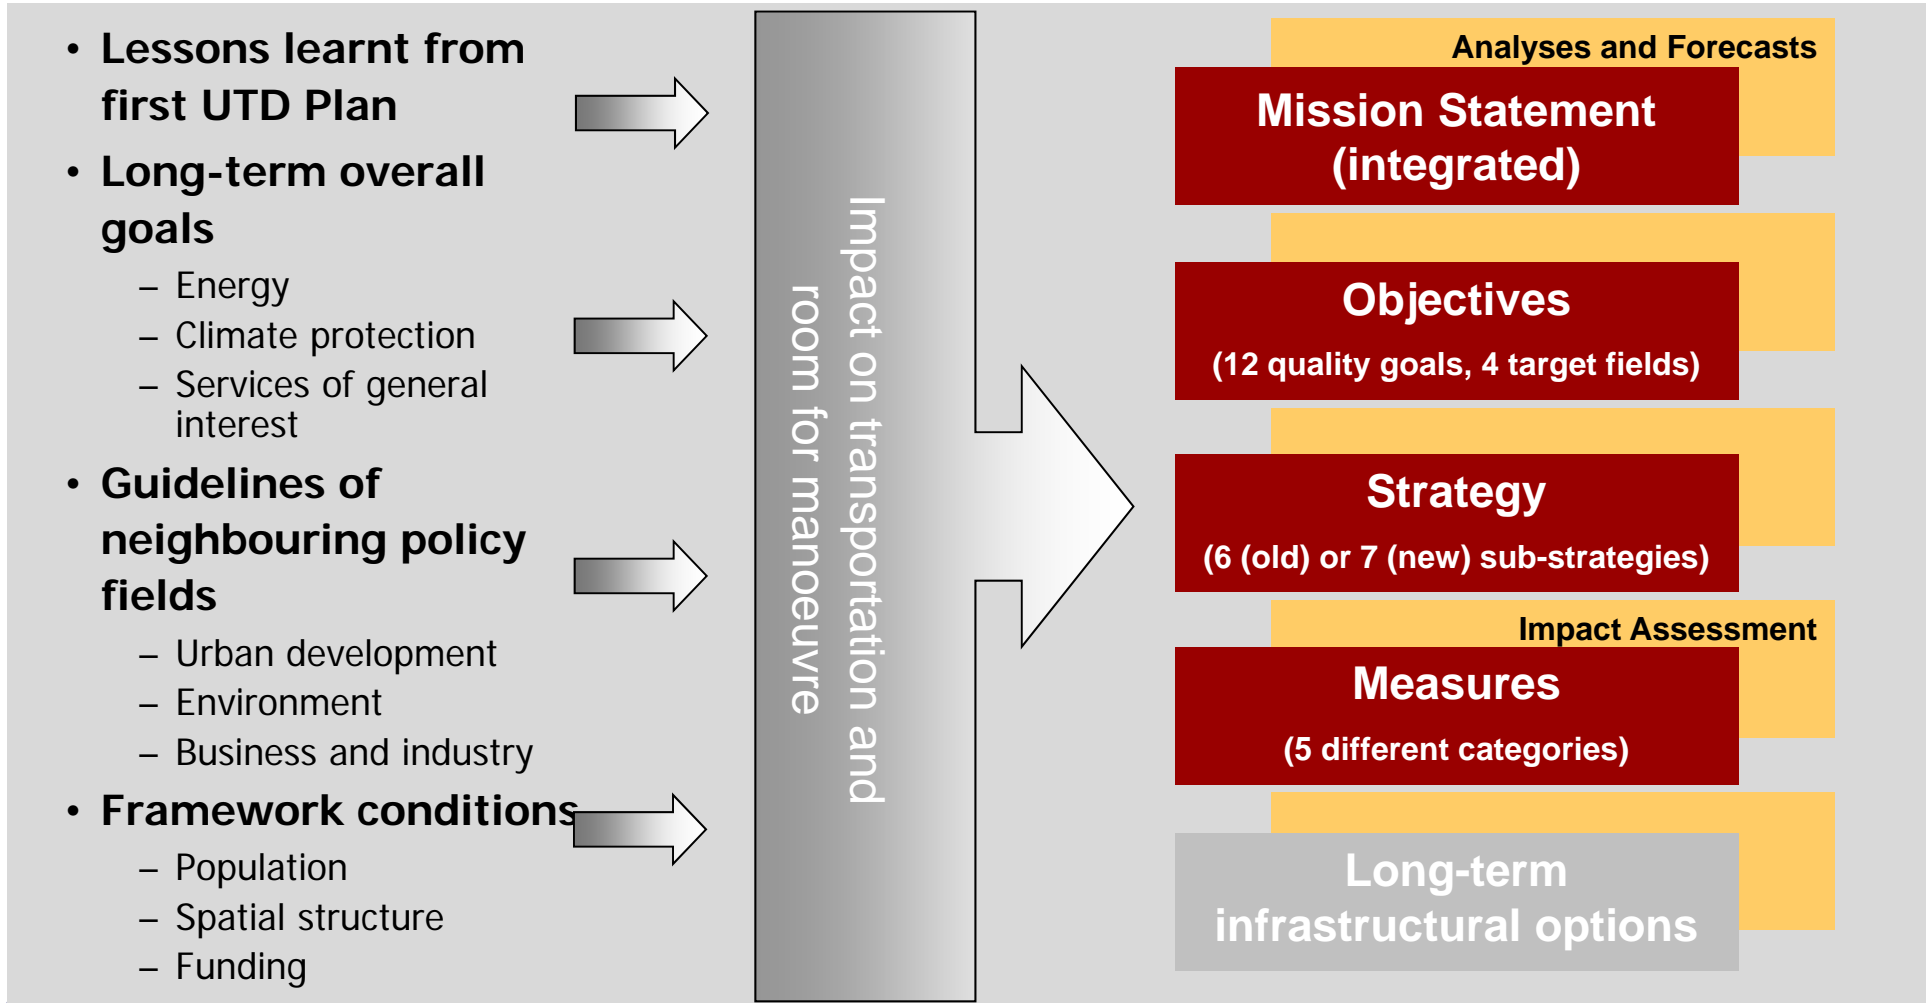 • Lessons learnt from
first UTD Plan
• Long-term overall
goals
– Energy
– Climate protection
– Services of general
interest
• Guidelines of
neighbouring policy
fields
– Urban development
– Environment
– Business and industry
• Framework conditions
– Population
– Spatial structure
– Funding
Impact on transportation and
room for manoeuvre
Analyses and Forecasts
Mission Statement
(integrated)
Objectives
(12 quality goals, 4 target fields)
Strategy
(6 (old) or 7 (new) sub-strategies)
Impact Assessment
Measures
(5 different categories)
Long-term
infrastructural options